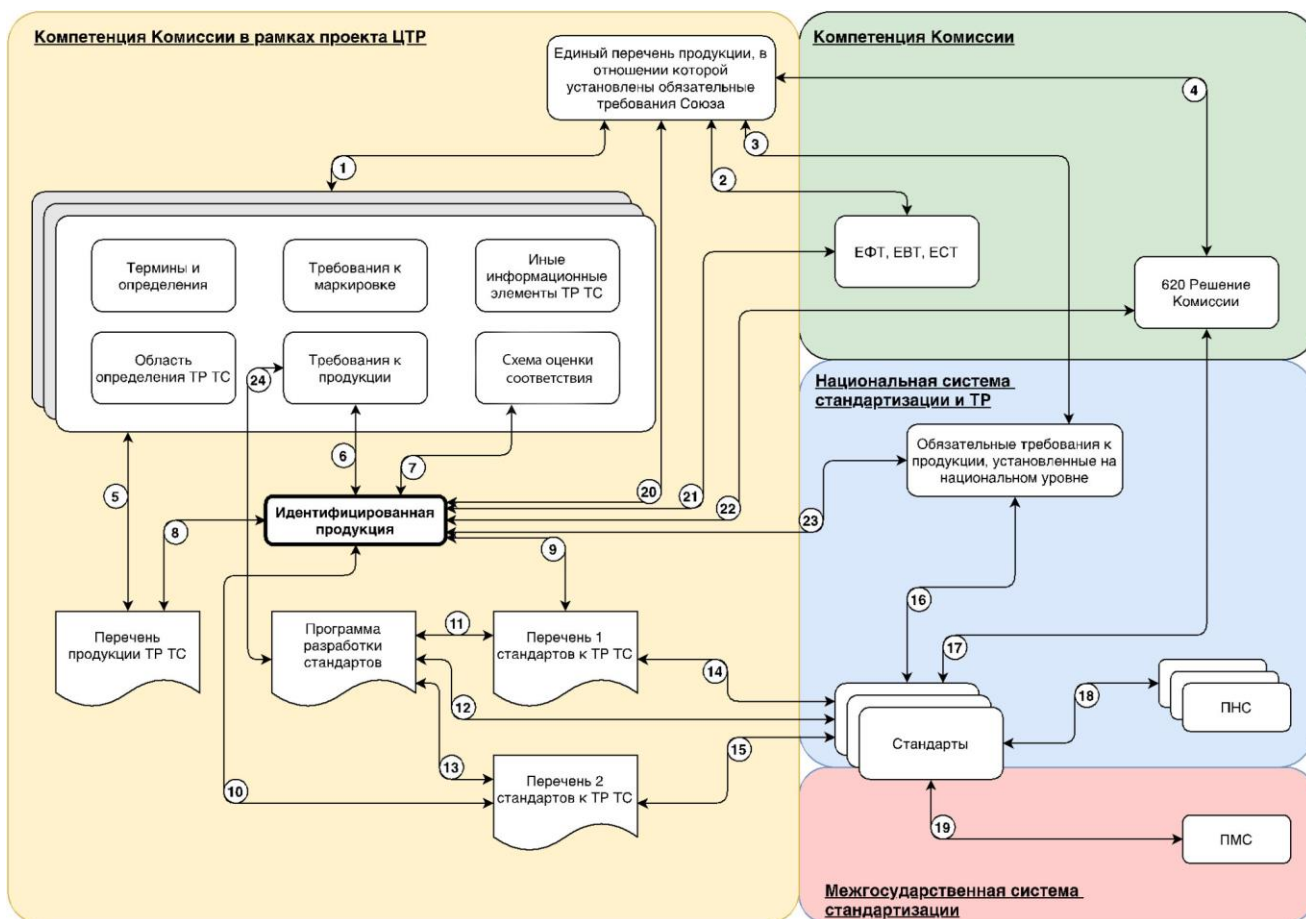 Компетенция Комиссии в рамках проекта ЦТР
Единый перечень продукции, в
отношении которой
установлены обязательные
требования Союза
Компетенция Комиссии
4
3
1
2
ЕФТ, ЕВТ, ЕСТ
620 Решение
Комиссии
Термины и
определения
Требования к
маркировке
Иные
информационные
элементы ТР ТС
Область
определения ТР ТС
24
Требования к
продукции
Схема оценки
соответствия
Национальная система
стандартизации и ТР
Обязательные требования к
продукции, установленные на
национальном уровне
5
6
7
20
21
22
23
Идентифицированная
продукция
8
9
Перечень
продукции ТР ТС
Программа
разработки
стандартов
11
Перечень 1
стандартов к ТР ТС
16
17
14
12
18
ПНС
Стандарты
13
15
10
Перечень 2
стандартов к ТР ТС
19
ПМС
Межгосударственная система
стандартизации